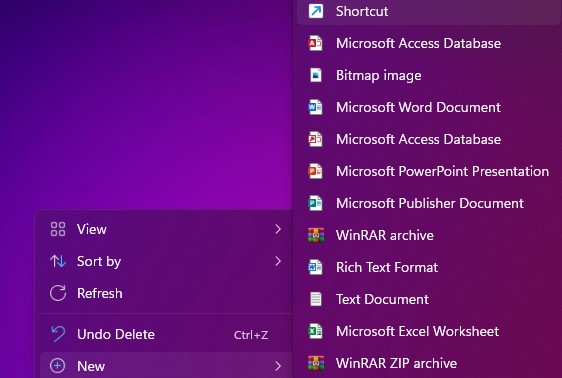 Shortcut
Microsoft Access Database
Bitmap image
Microsoft Word Document
Microsoft Access Database
Microsoft PowerPoint Presentation
Microsoft Publisher Document
WinRAR archive
Rich Text Format
Text Document
Microsoft Excel Worksheet
WinRAR ZIP archive
View
Sort by
Refresh
Undo Delete Ctrl+Z
New